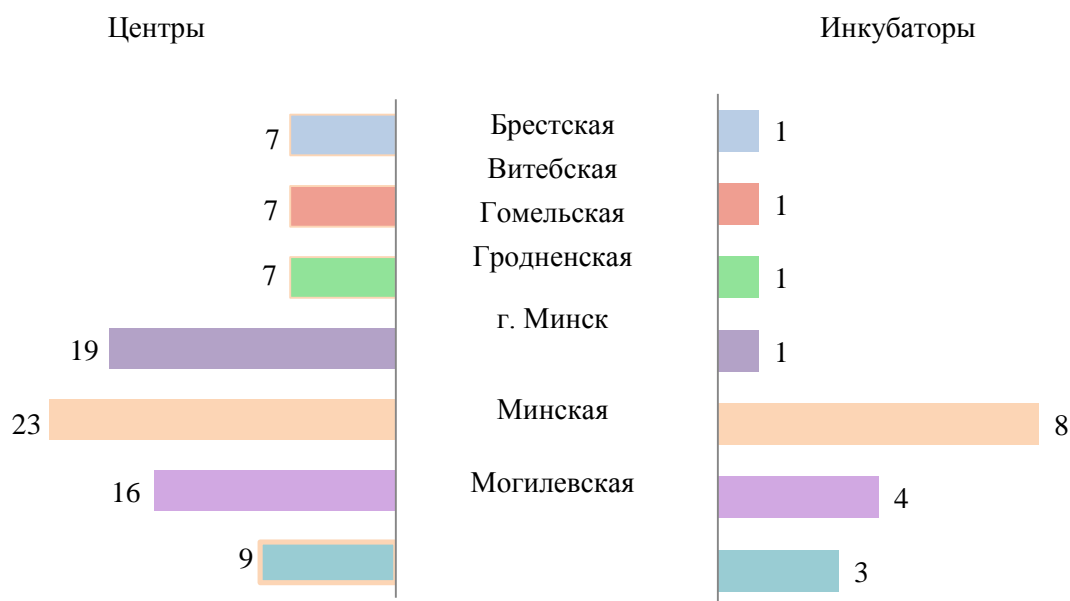 Центры Инкубаторы
7 Брестская 1
Витебская
7 Гомельская 1
Гродненская
7 1
г. Минск
19 1
Минская
23 8
Могилевская
16 4
9 3